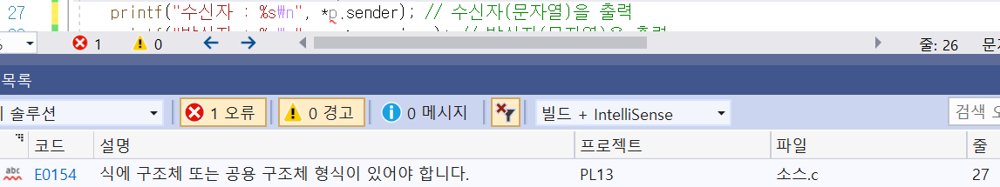 27 printf("수신자 : %s₩n", *p.sender); // 수신자(문자열)을 출력
% 1 0 줄: 26 문자
목록
솔루션 1 오류 0 경고 0 메시지 빌드 + IntelliSense 검색 오
코드 설명 프로젝트 파일 줄
abc E0154 식에 구조체 또는 공용 구조체 형식이 있어야 합니다. PL13 소스.c 27